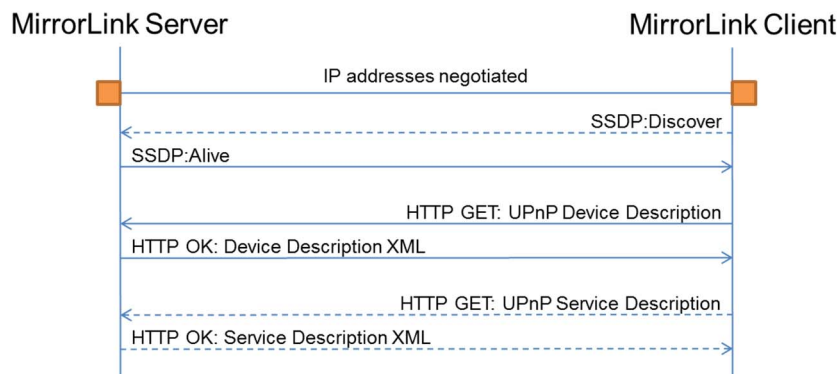 MirrorLink Server
MirrorLink Client
IP addresses negotiated
SSDP:Discover
SSDP:Alive
HTTP GET: UPnP Device Description
HTTP OK: Device Description XML
HTTP GET: UPnP Service Description
HTTP OK: Service Description XML